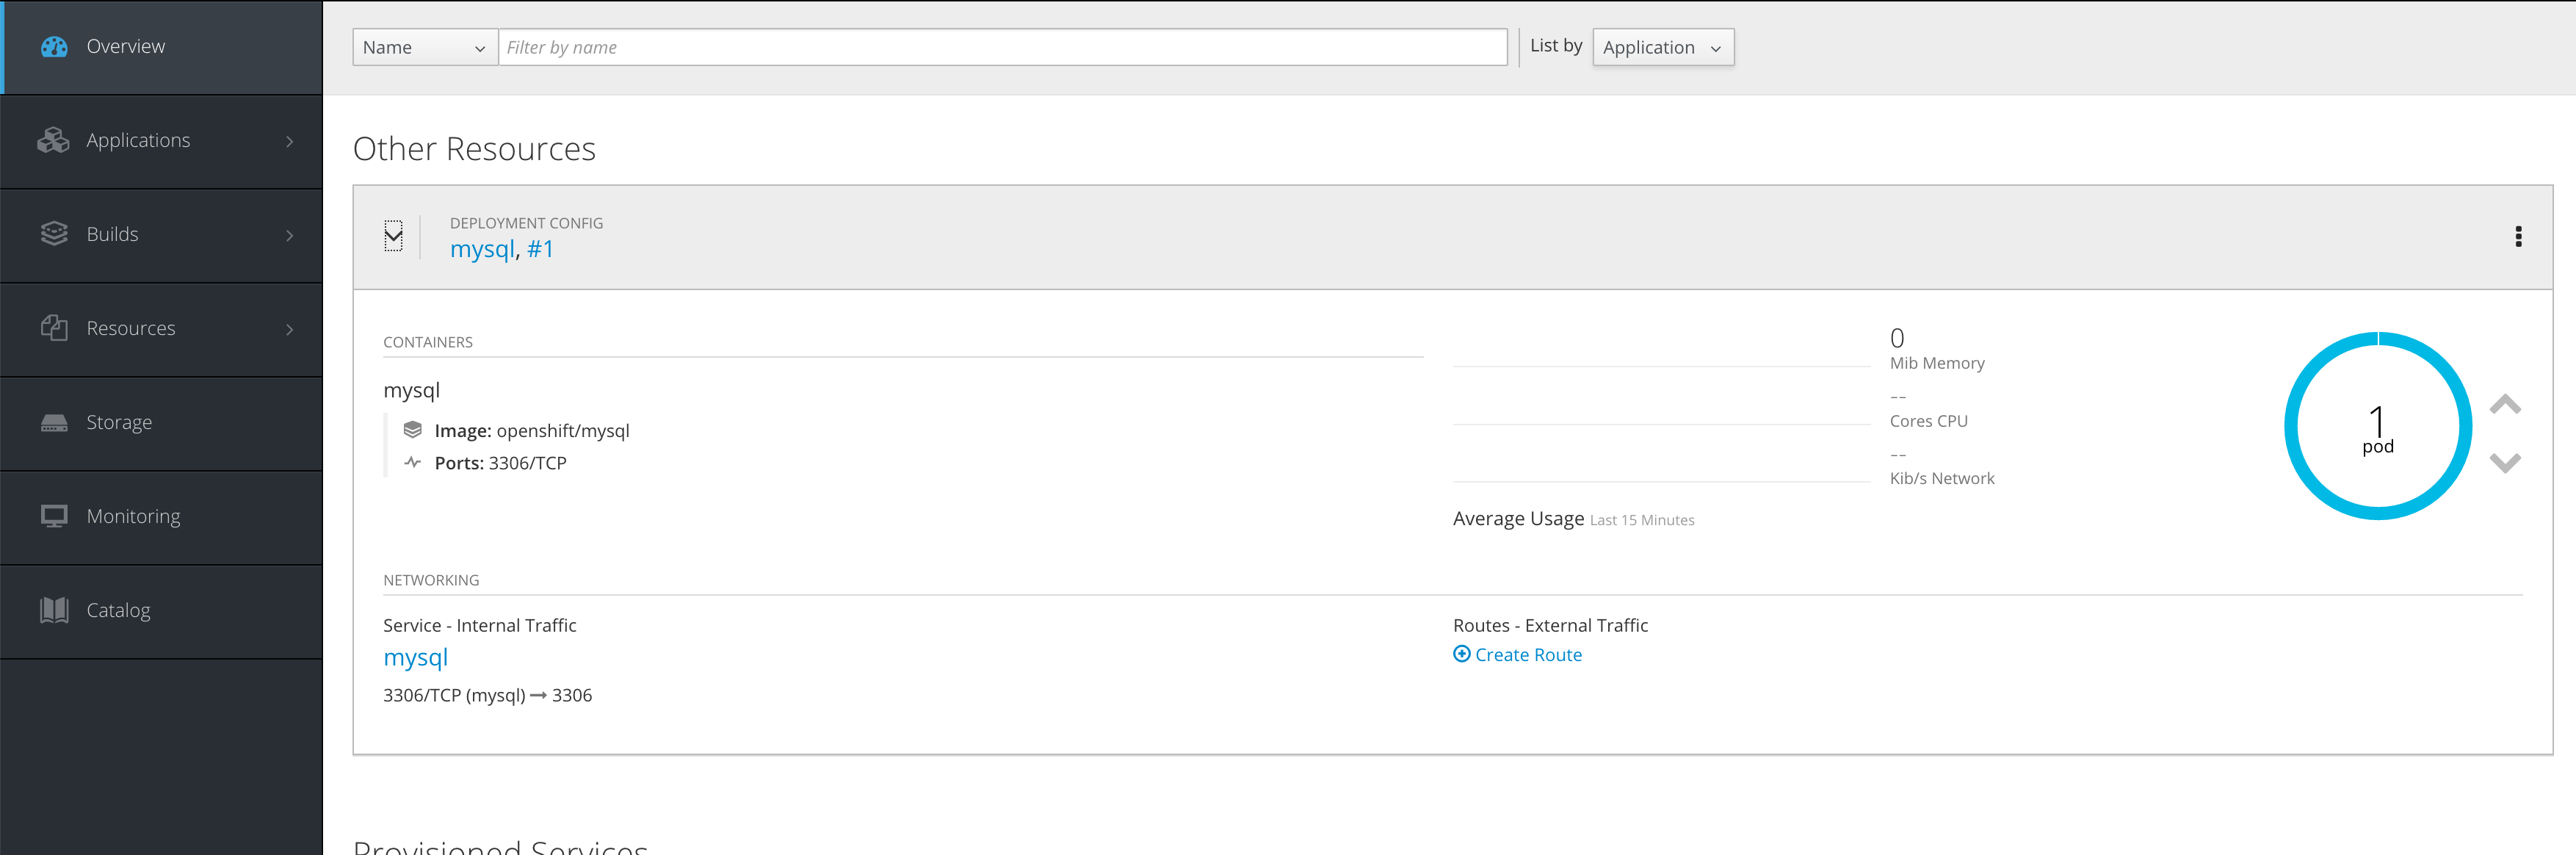 Overview
Applications
Builds
Resources
Storage
Monitoring
Catalog
Name Filter by name List by Application
Other Resources
DEPLOYMENT CONFIG
mysql, #1
CONTAINERS
mysql
Image: openshift/mysql
Ports: 3306/TCP
0
Mib Memory
--
Cores CPU
--
Kib/s Network
Average Usage Last 15 Minutes
1
pod
NETWORKING
Service - Internal Traffic
mysql
3306/TCP (mysql) → 3306
Routes - External Traffic
Create Route
Provisioned Services